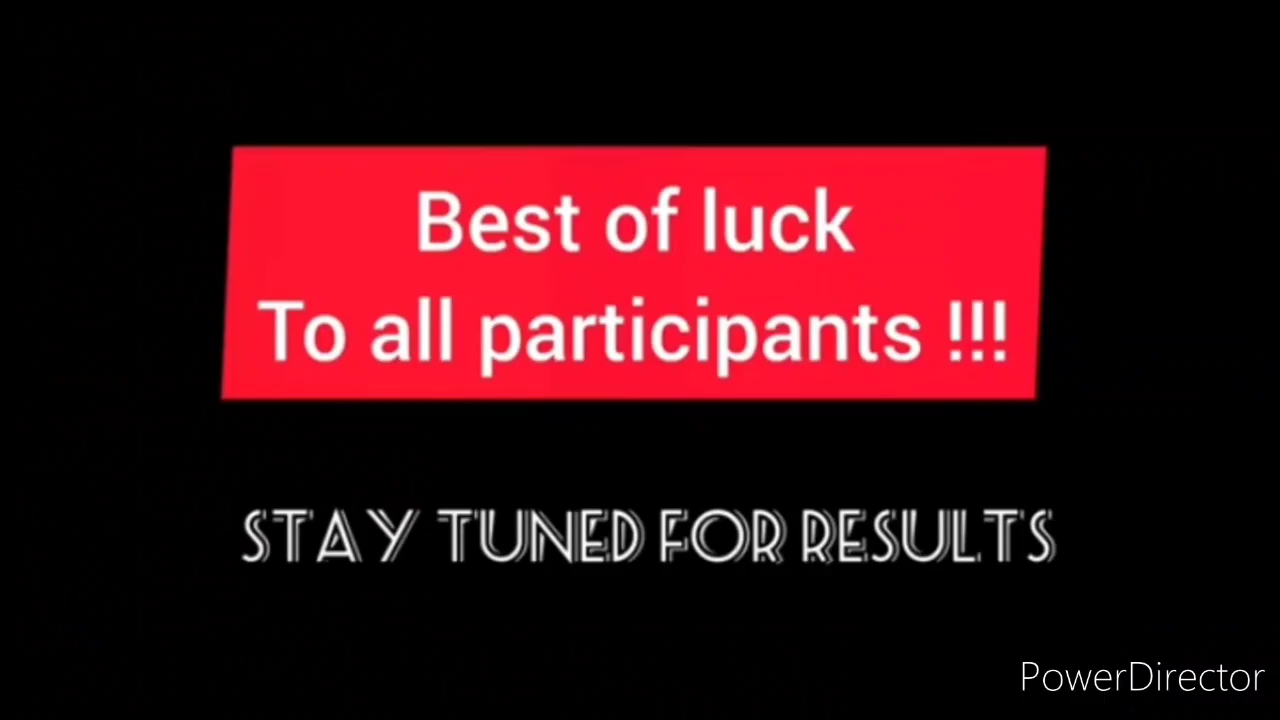 Best of luck
To all participants !!!
STAY TUNED FOR RESULTS
PowerDirector